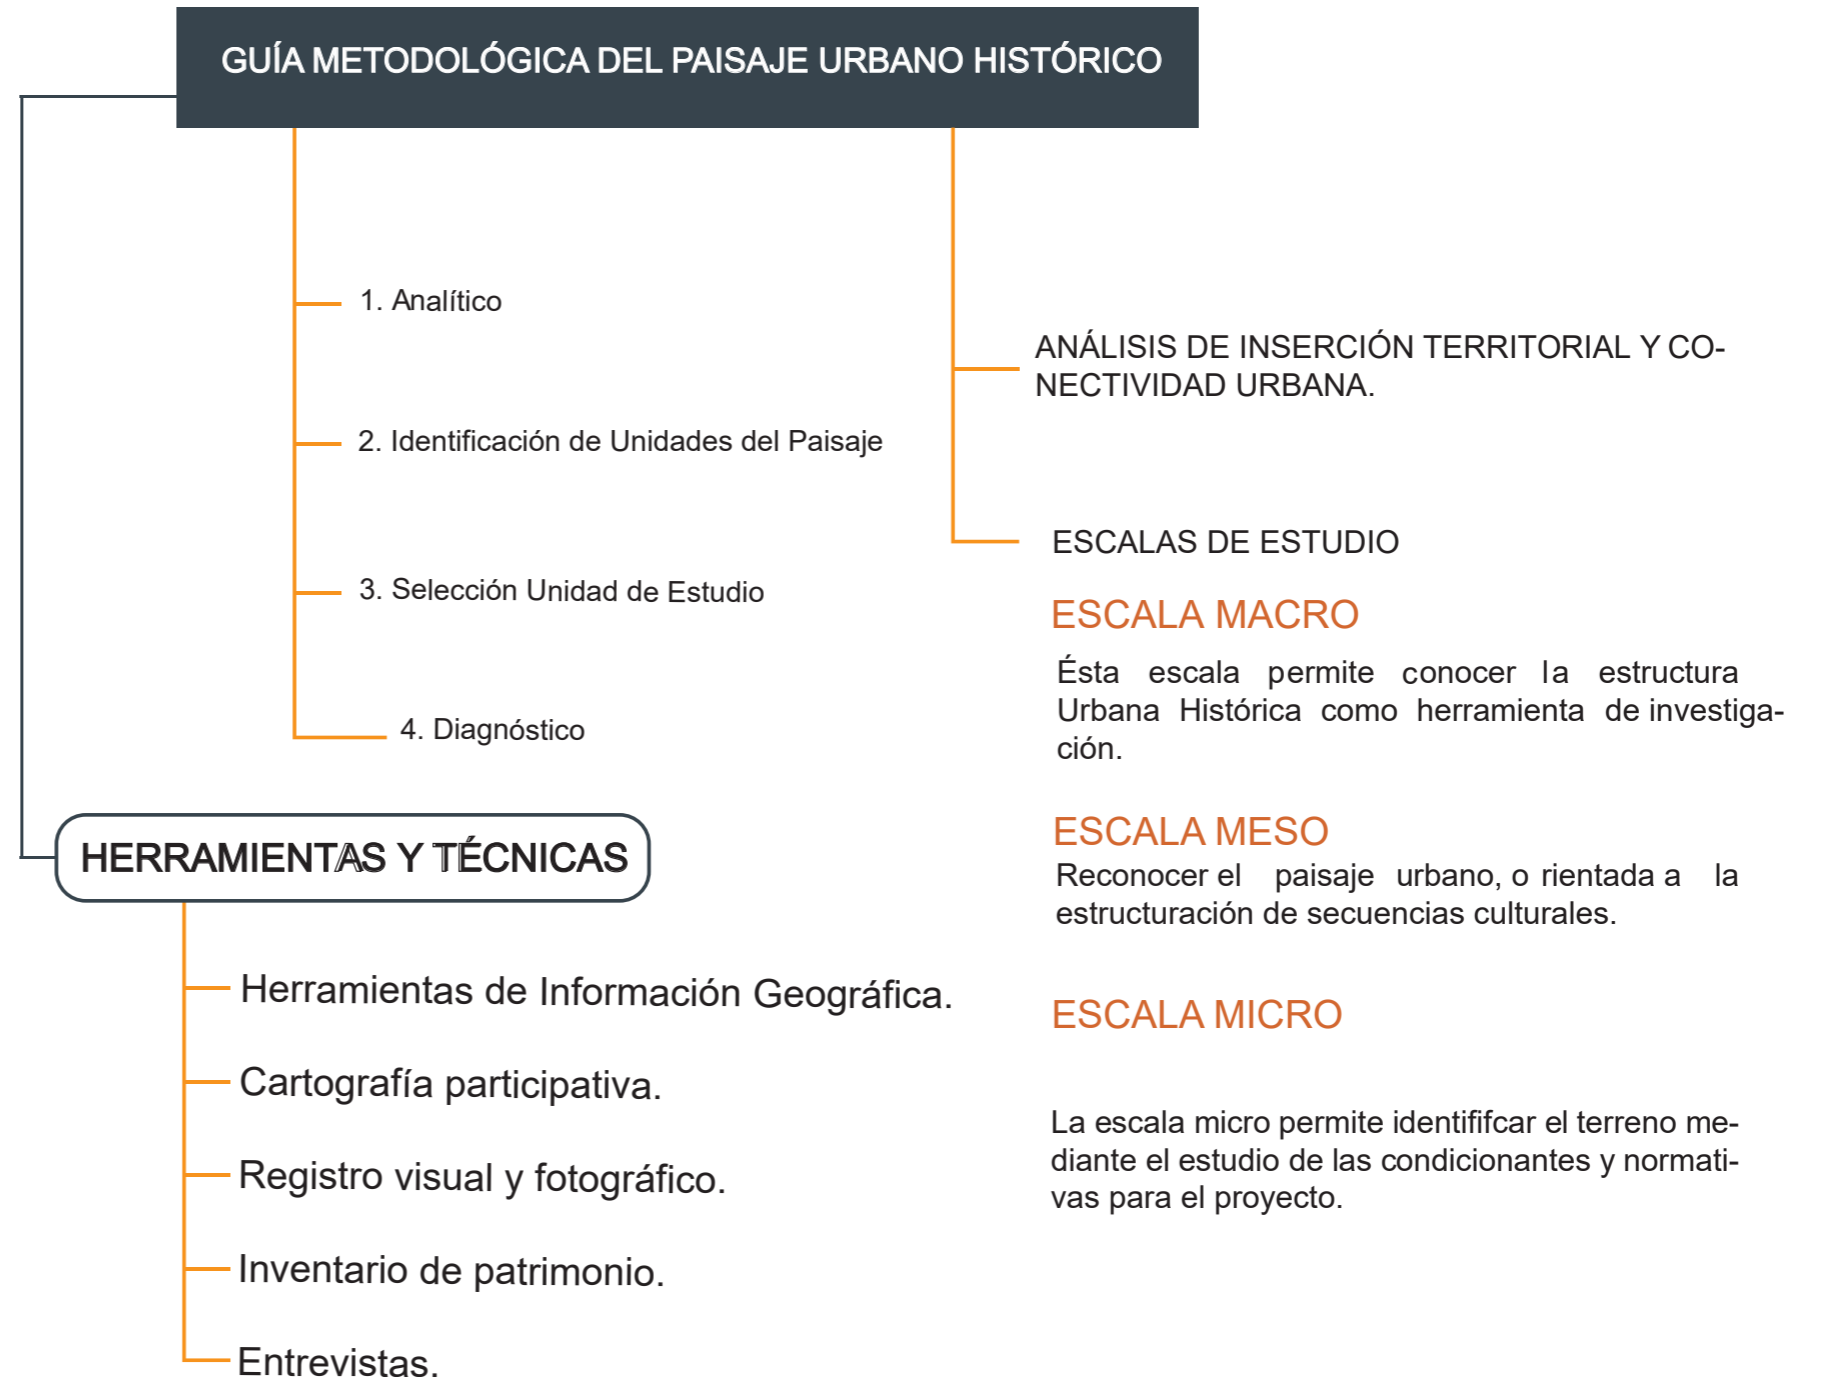 GUÍA METODOLÓGICA DEL PAISAJE URBANO HISTÓRICO
1. Analítico
2. Identificación de Unidades del Paisaje
3. Selección Unidad de Estudio
4. Diagnóstico
ANÁLISIS DE INSERCIÓN TERRITORIAL Y CO-
NECTIVIDAD URBANA.
ESCALAS DE ESTUDIO
ESCALA MACRO
Ésta escala permite conocer la estructura
Urbana Histórica como herramienta de investiga-
ción.
ESCALA MESO
Reconocer el paisaje urbano, o rientada a la
estructuración de secuencias culturales.
ESCALA MICRO
La escala micro permite identififcar el terreno me-
diante el estudio de las condicionantes y normati-
vas para el proyecto.
HERRAMIENTAS Y TÉCNICAS
Herramientas de Información Geográfica.
Cartografía participativa.
Registro visual y fotográfico.
Inventario de patrimonio.
Entrevistas.